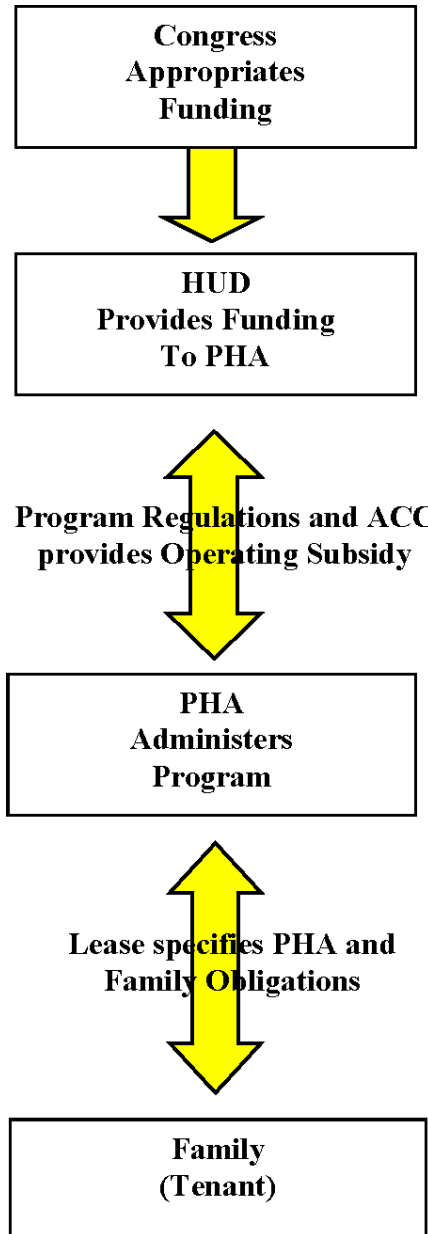 Congress
Appropriates
Funding
HUD
Provides Funding
To PHA
Program Regulations and ACC
provides Operating Subsidy
PHA
Administers
Program
Lease specifies PHA and
Family Obligations
Family
(Tenant)